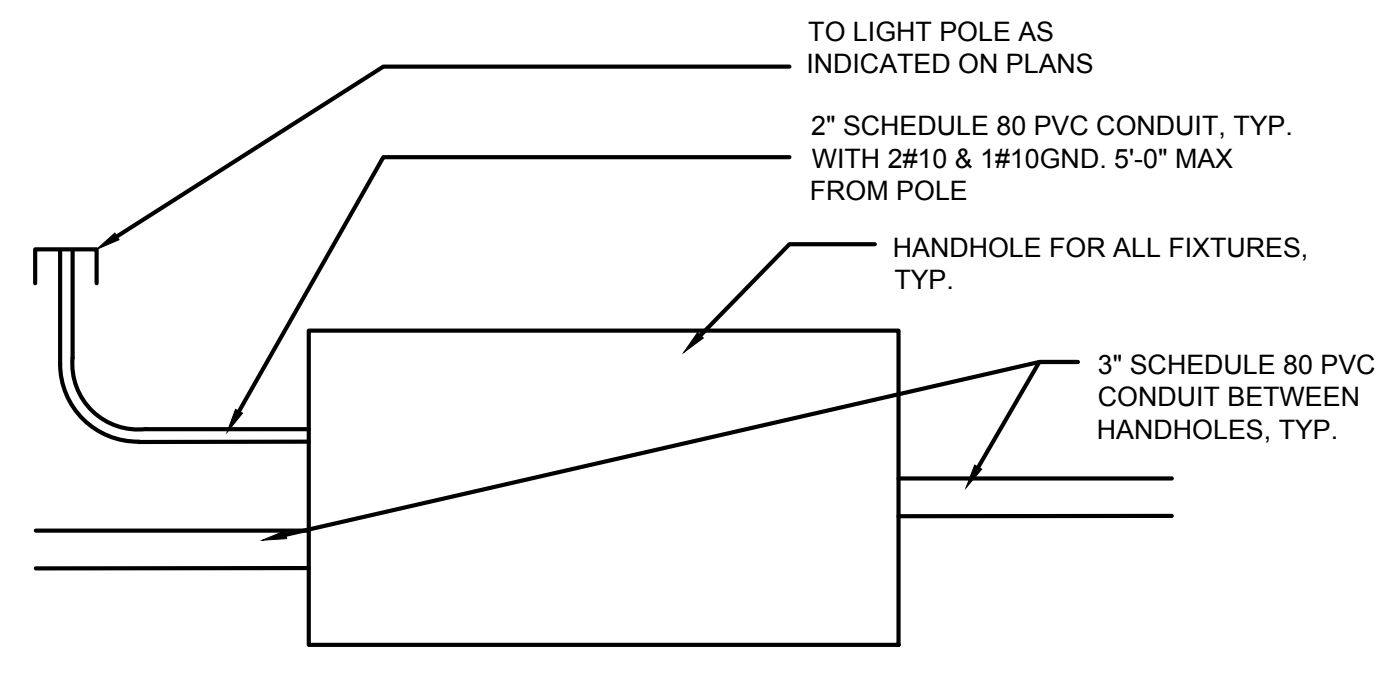 TO LIGHT POLE AS
INDICATED ON PLANS
2" SCHEDULE 80 PVC CONDUIT, TYP.
WITH 2#10 & 1#10GND. 5'-0" MAX
FROM POLE
HANDHOLE FOR ALL FIXTURES,
TYP.
3" SCHEDULE 80 PVC
CONDUIT BETWEEN
HANDHOLES, TYP.